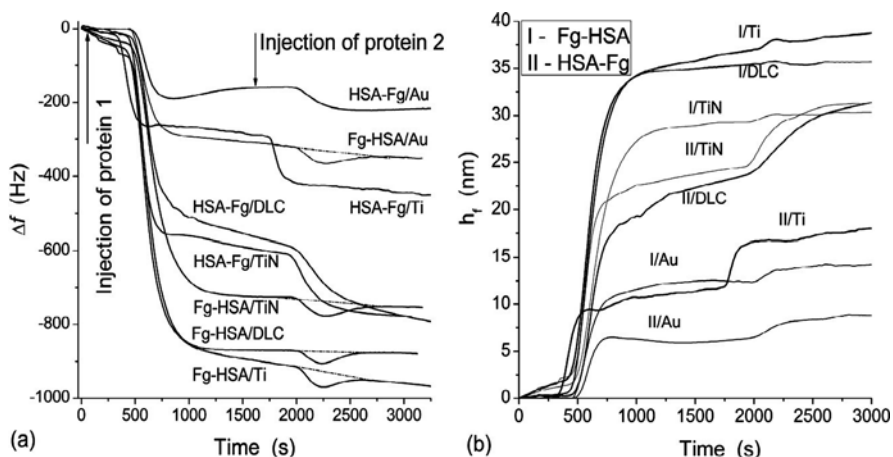 0
-200
-400
-600
-800
-1000
Δf (Hz)
Injection of protein 1
Injection of protein 2
HSA-Fg/Au
Fg-HSA/Au
HSA-Fg/Ti
HSA-Fg/DLC
HSA-Fg/TiN
Fg-HSA/TiN
Fg-HSA/DLC
Fg-HSA/Ti
0 500 1000 1500 2000 2500 3000
Time (s)
(a)
40
35
30
25
20
15
10
5
0
h_f (nm)
I - Fg-HSA
II - HSA-Fg
I/Ti
I/DLC
I/TiN
II/TiN
II/DLC
II/Ti
I/Au
II/Au
0 500 1000 1500 2000 2500 3000
Time (s)
(b)